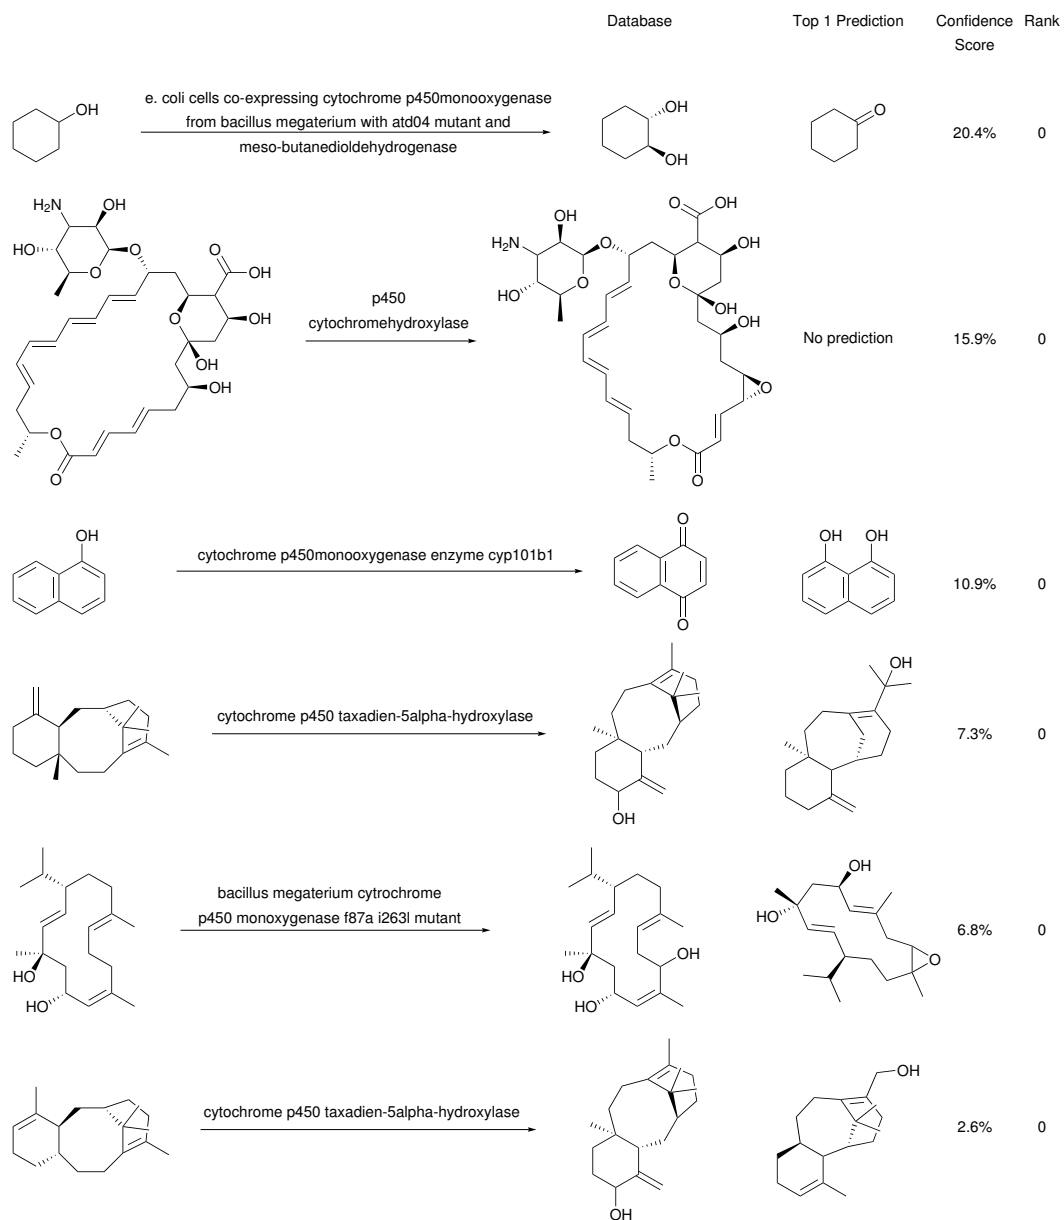 Database
Top 1 Prediction
Confidence
Score
Rank
OH
e. coli cells co-expressing cytochrome p450monooxygenase
from bacillus megaterium with atd04 mutant and
meso-butanedioldehydrogenase
OH
OH
O
20.4%
0
H2N
OH
HO
O
O
O
OH
O
OH
OH
OH
O
O
p450
cytochromehydroxylase
H2N
OH
HO
O
O
O
OH
O
OH
OH
OH
O
O
O
No prediction
15.9%
0
OH
cytochrome p450monooxygenase enzyme cyp101b1
O
O
OH
OH
10.9%
0
cytochrome p450 taxadien-5alpha-hydroxylase
OH
OH
7.3%
0
HO
HO
bacillus megaterium cytrochrome
p450 monoxygenase f87a i263l mutant
HO
HO
OH
OH
HO
O
6.8%
0
cytochrome p450 taxadien-5alpha-hydroxylase
OH
OH
2.6%
0